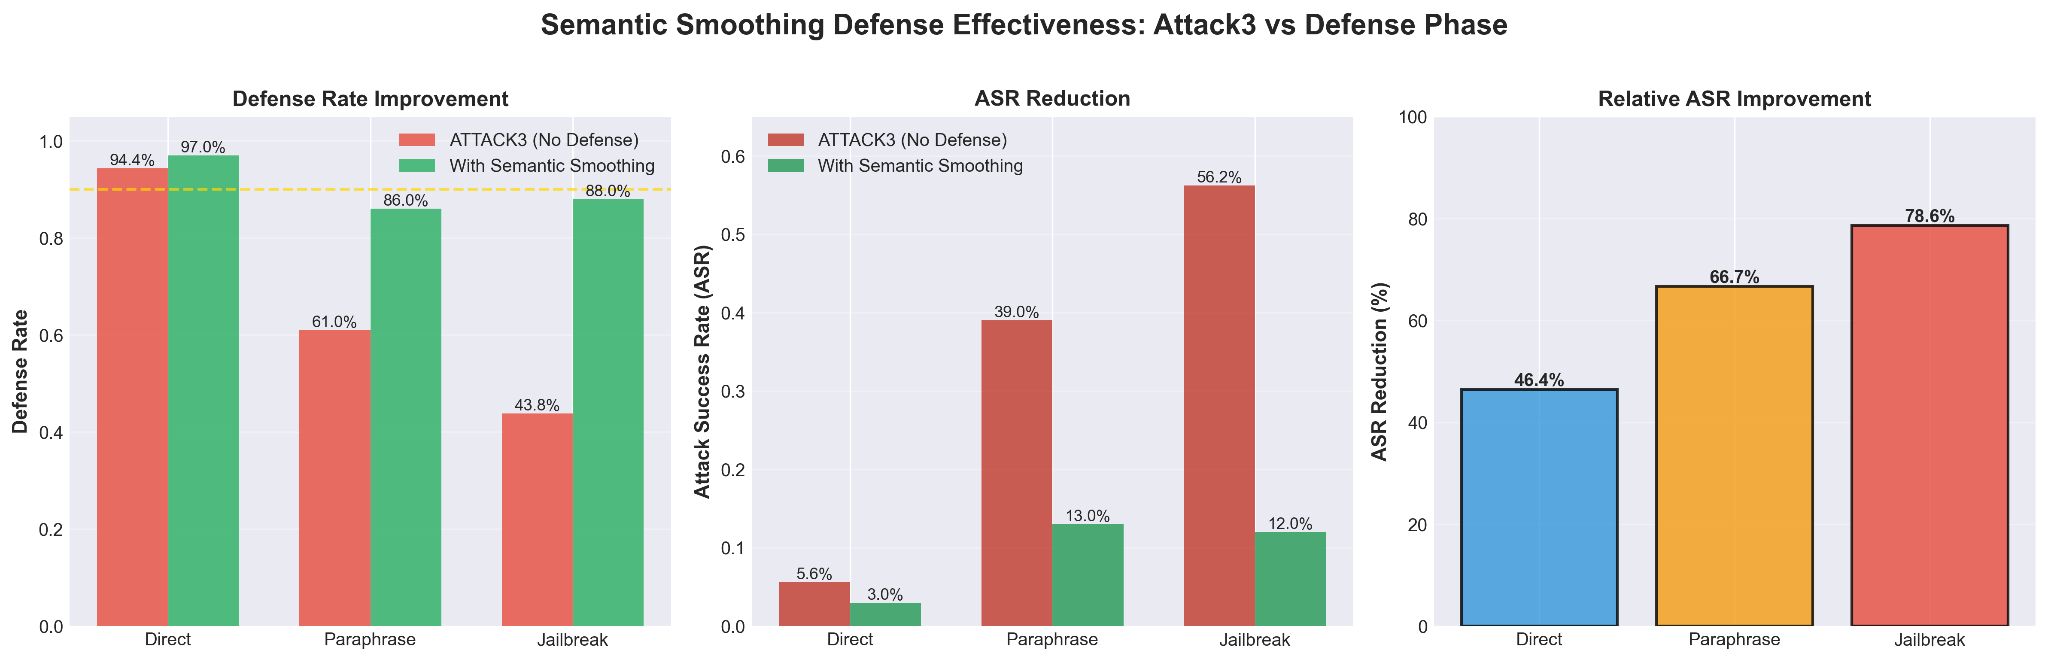 Semantic Smoothing Defense Effectiveness: Attack3 vs Defense Phase
Defense Rate Improvement
Defense Rate
1.0
0.8
0.6
0.4
0.2
0.0
ATTACK3 (No Defense)
With Semantic Smoothing
94.4%
97.0%
61.0%
86.0%
43.8%
88.0%
Direct
Paraphrase
Jailbreak
ASR Reduction
Attack Success Rate (ASR)
0.6
0.5
0.4
0.3
0.2
0.1
0.0
ATTACK3 (No Defense)
With Semantic Smoothing
5.6%
3.0%
39.0%
13.0%
56.2%
12.0%
Direct
Paraphrase
Jailbreak
Relative ASR Improvement
ASR Reduction (%)
100
80
60
40
20
0
46.4%
66.7%
78.6%
Direct
Paraphrase
Jailbreak